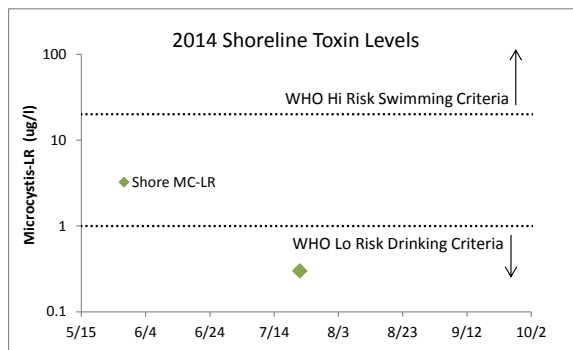 2014 Shoreline Toxin Levels
Microcystis-LR (ug/l)
100
10
1
0.1
WHO Hi Risk Swimming Criteria
Shore MC-LR
WHO Lo Risk Drinking Criteria
5/15 6/4 6/24 7/14 8/3 8/23 9/12 10/2